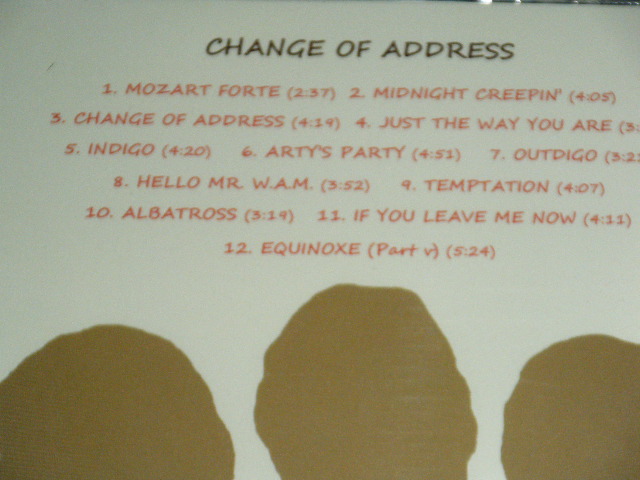 CHANGE OF ADDRESS
1. MOZART FORTE (2:37) 2. MIDNIGHT CREEPIN' (4:05)
3. CHANGE OF ADDRESS (4:19) 4. JUST THE WAY YOU ARE (3:
5. INDIGO (4:20) 6. ARTY'S PARTY (4:51) 7. OUTDIGO (3:2
8. HELLO MR. W.A.M. (3:52) 9. TEMPTATION (4:07)
10. ALBATROSS (3:19) 11. IF YOU LEAVE ME NOW (4:11)
12. EQUINOXE (Part v) (5:24)